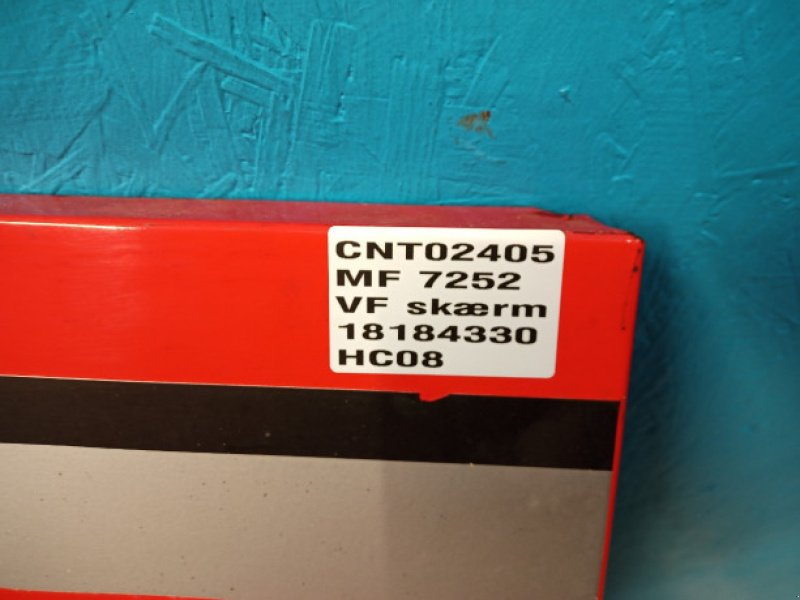 CNT02405
MF 7252
VF skærm
18184330
HC08